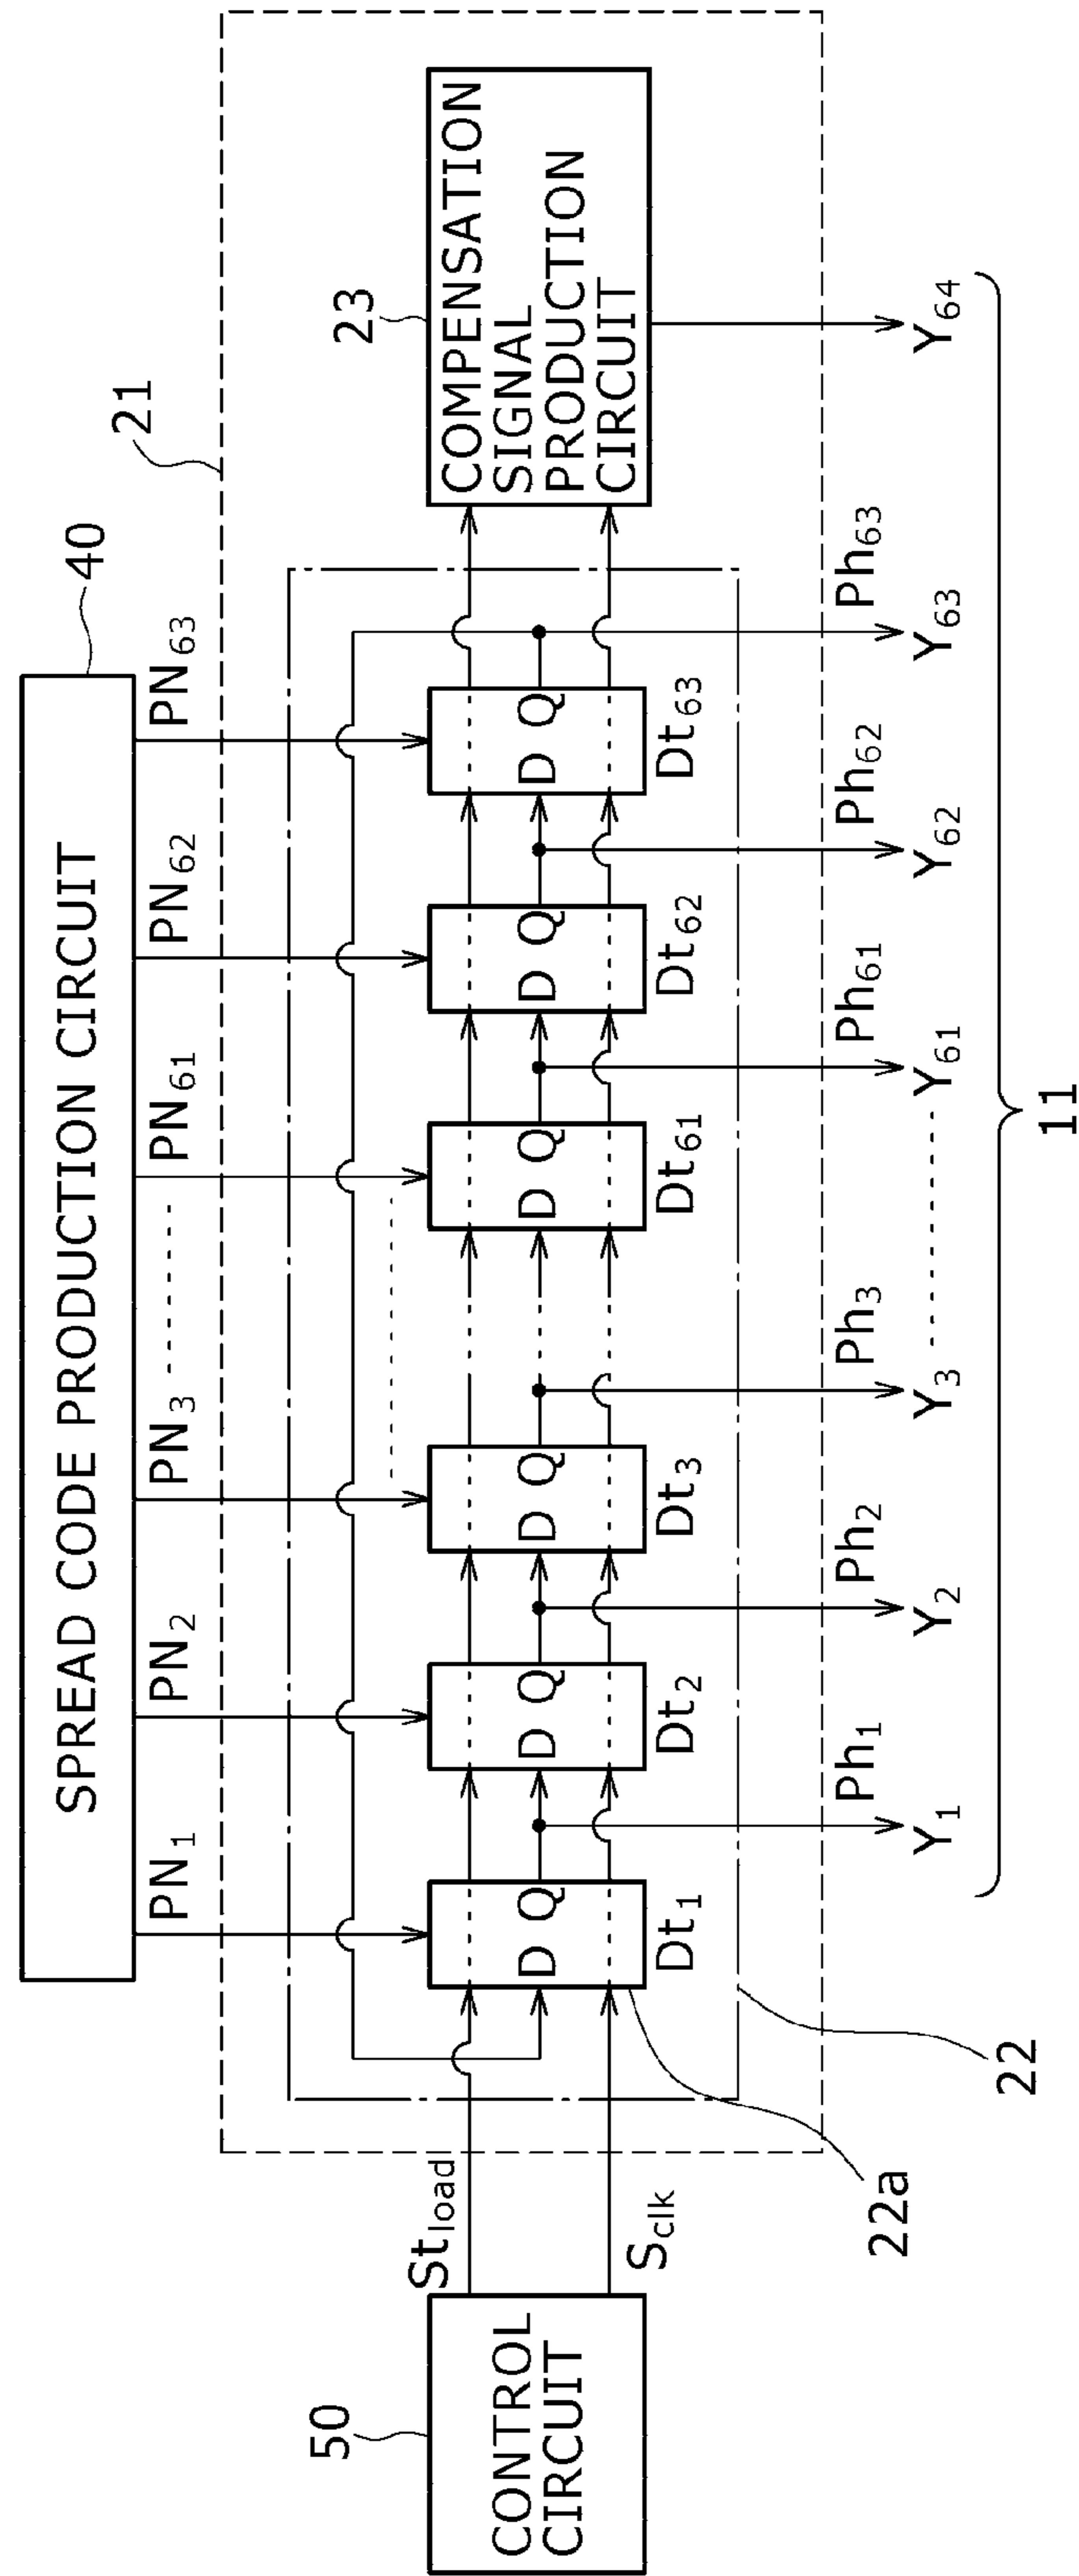 SPREAD CODE PRODUCTION CIRCUIT
40
PN1 PN2 PN3 PN61 PN62 PN63
21
50
CONTROL
CIRCUIT
Stload
Sclk
D Q D Q D Q D Q D Q D Q
Dt1 Dt2 Dt3 Dt61 Dt62 Dt63
23
COMPENSATION
SIGNAL
PRODUCTION
CIRCUIT
22a
22
Ph1 Ph2 Ph3 Ph61 Ph62 Ph63
Y1 Y2 Y3 Y61 Y62 Y63 Y64
11